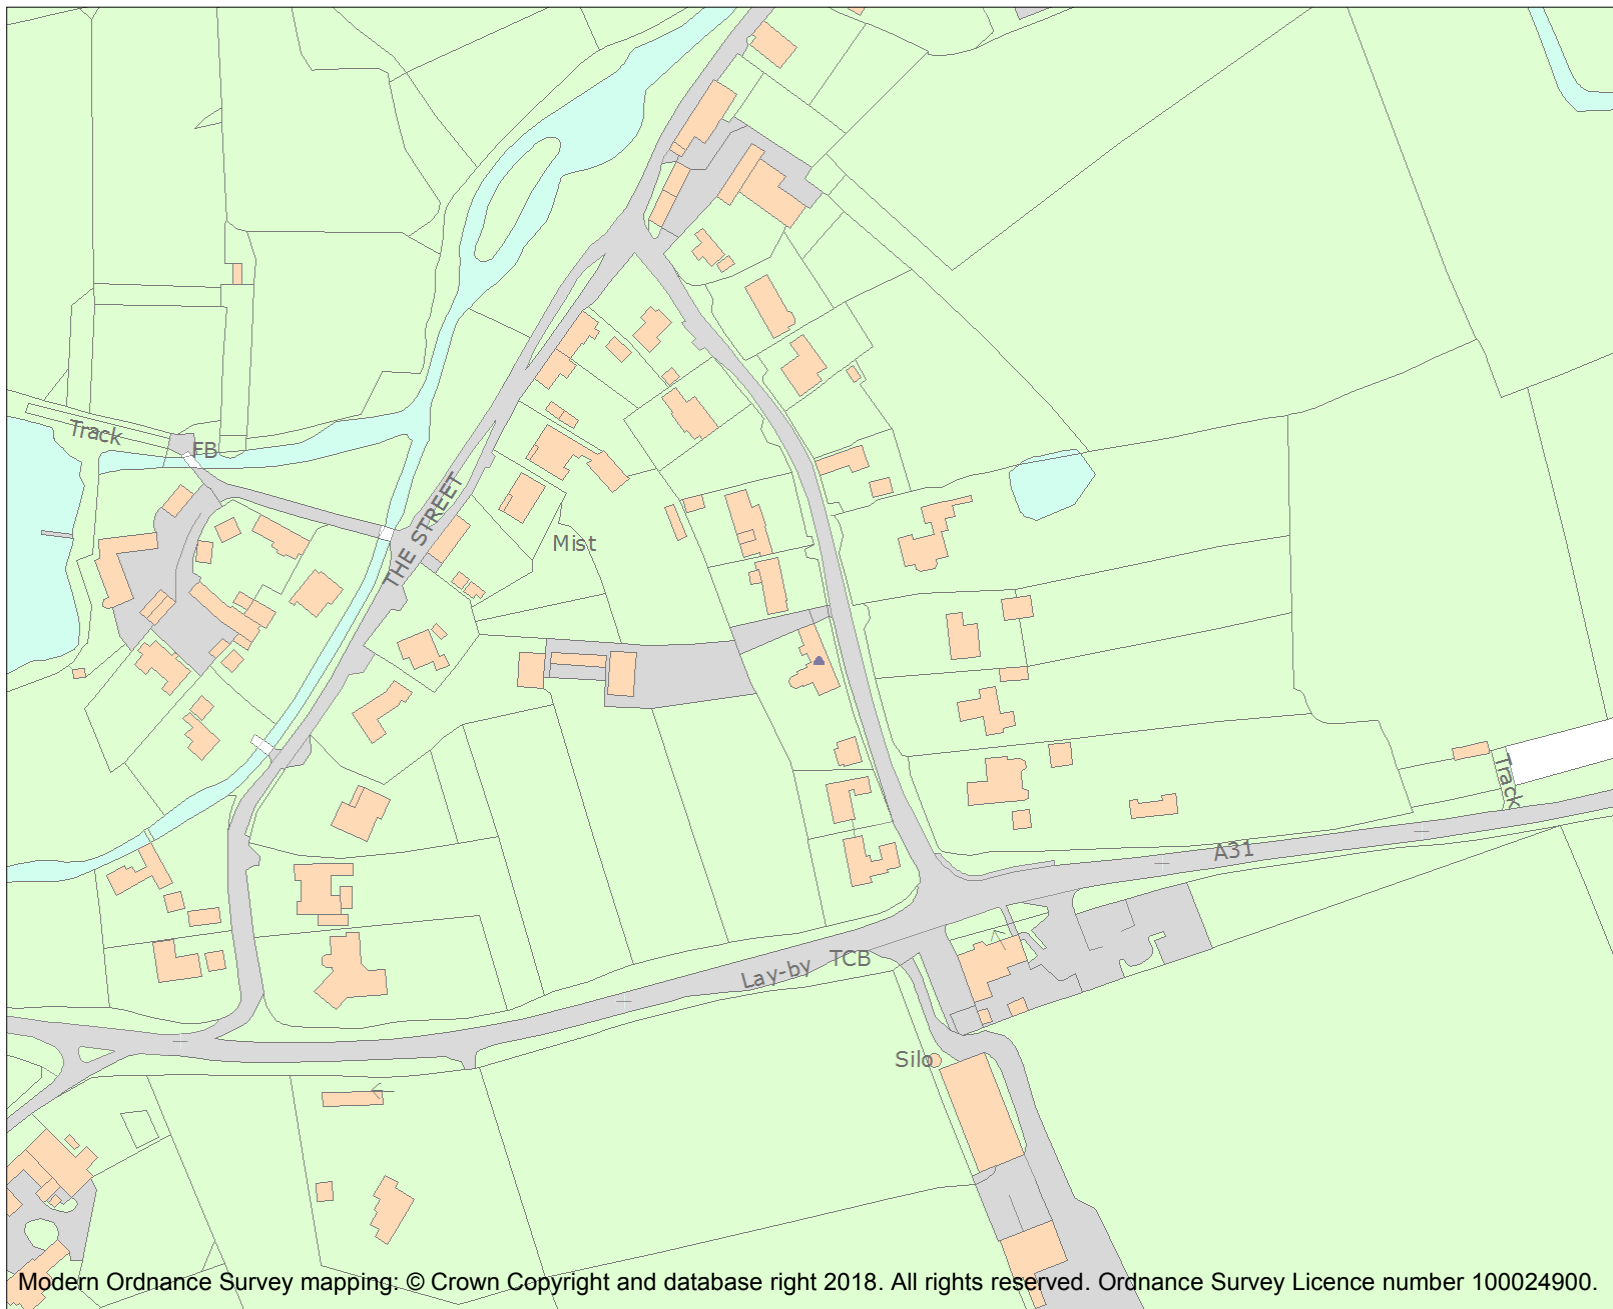 Track
FB
THE STREET
Mist
Track
A31
TCB
Lay-by
Silo
Modern Ordnance Survey mapping: © Crown Copyright and database right 2018. All rights reserved. Ordnance Survey Licence number 100024900.